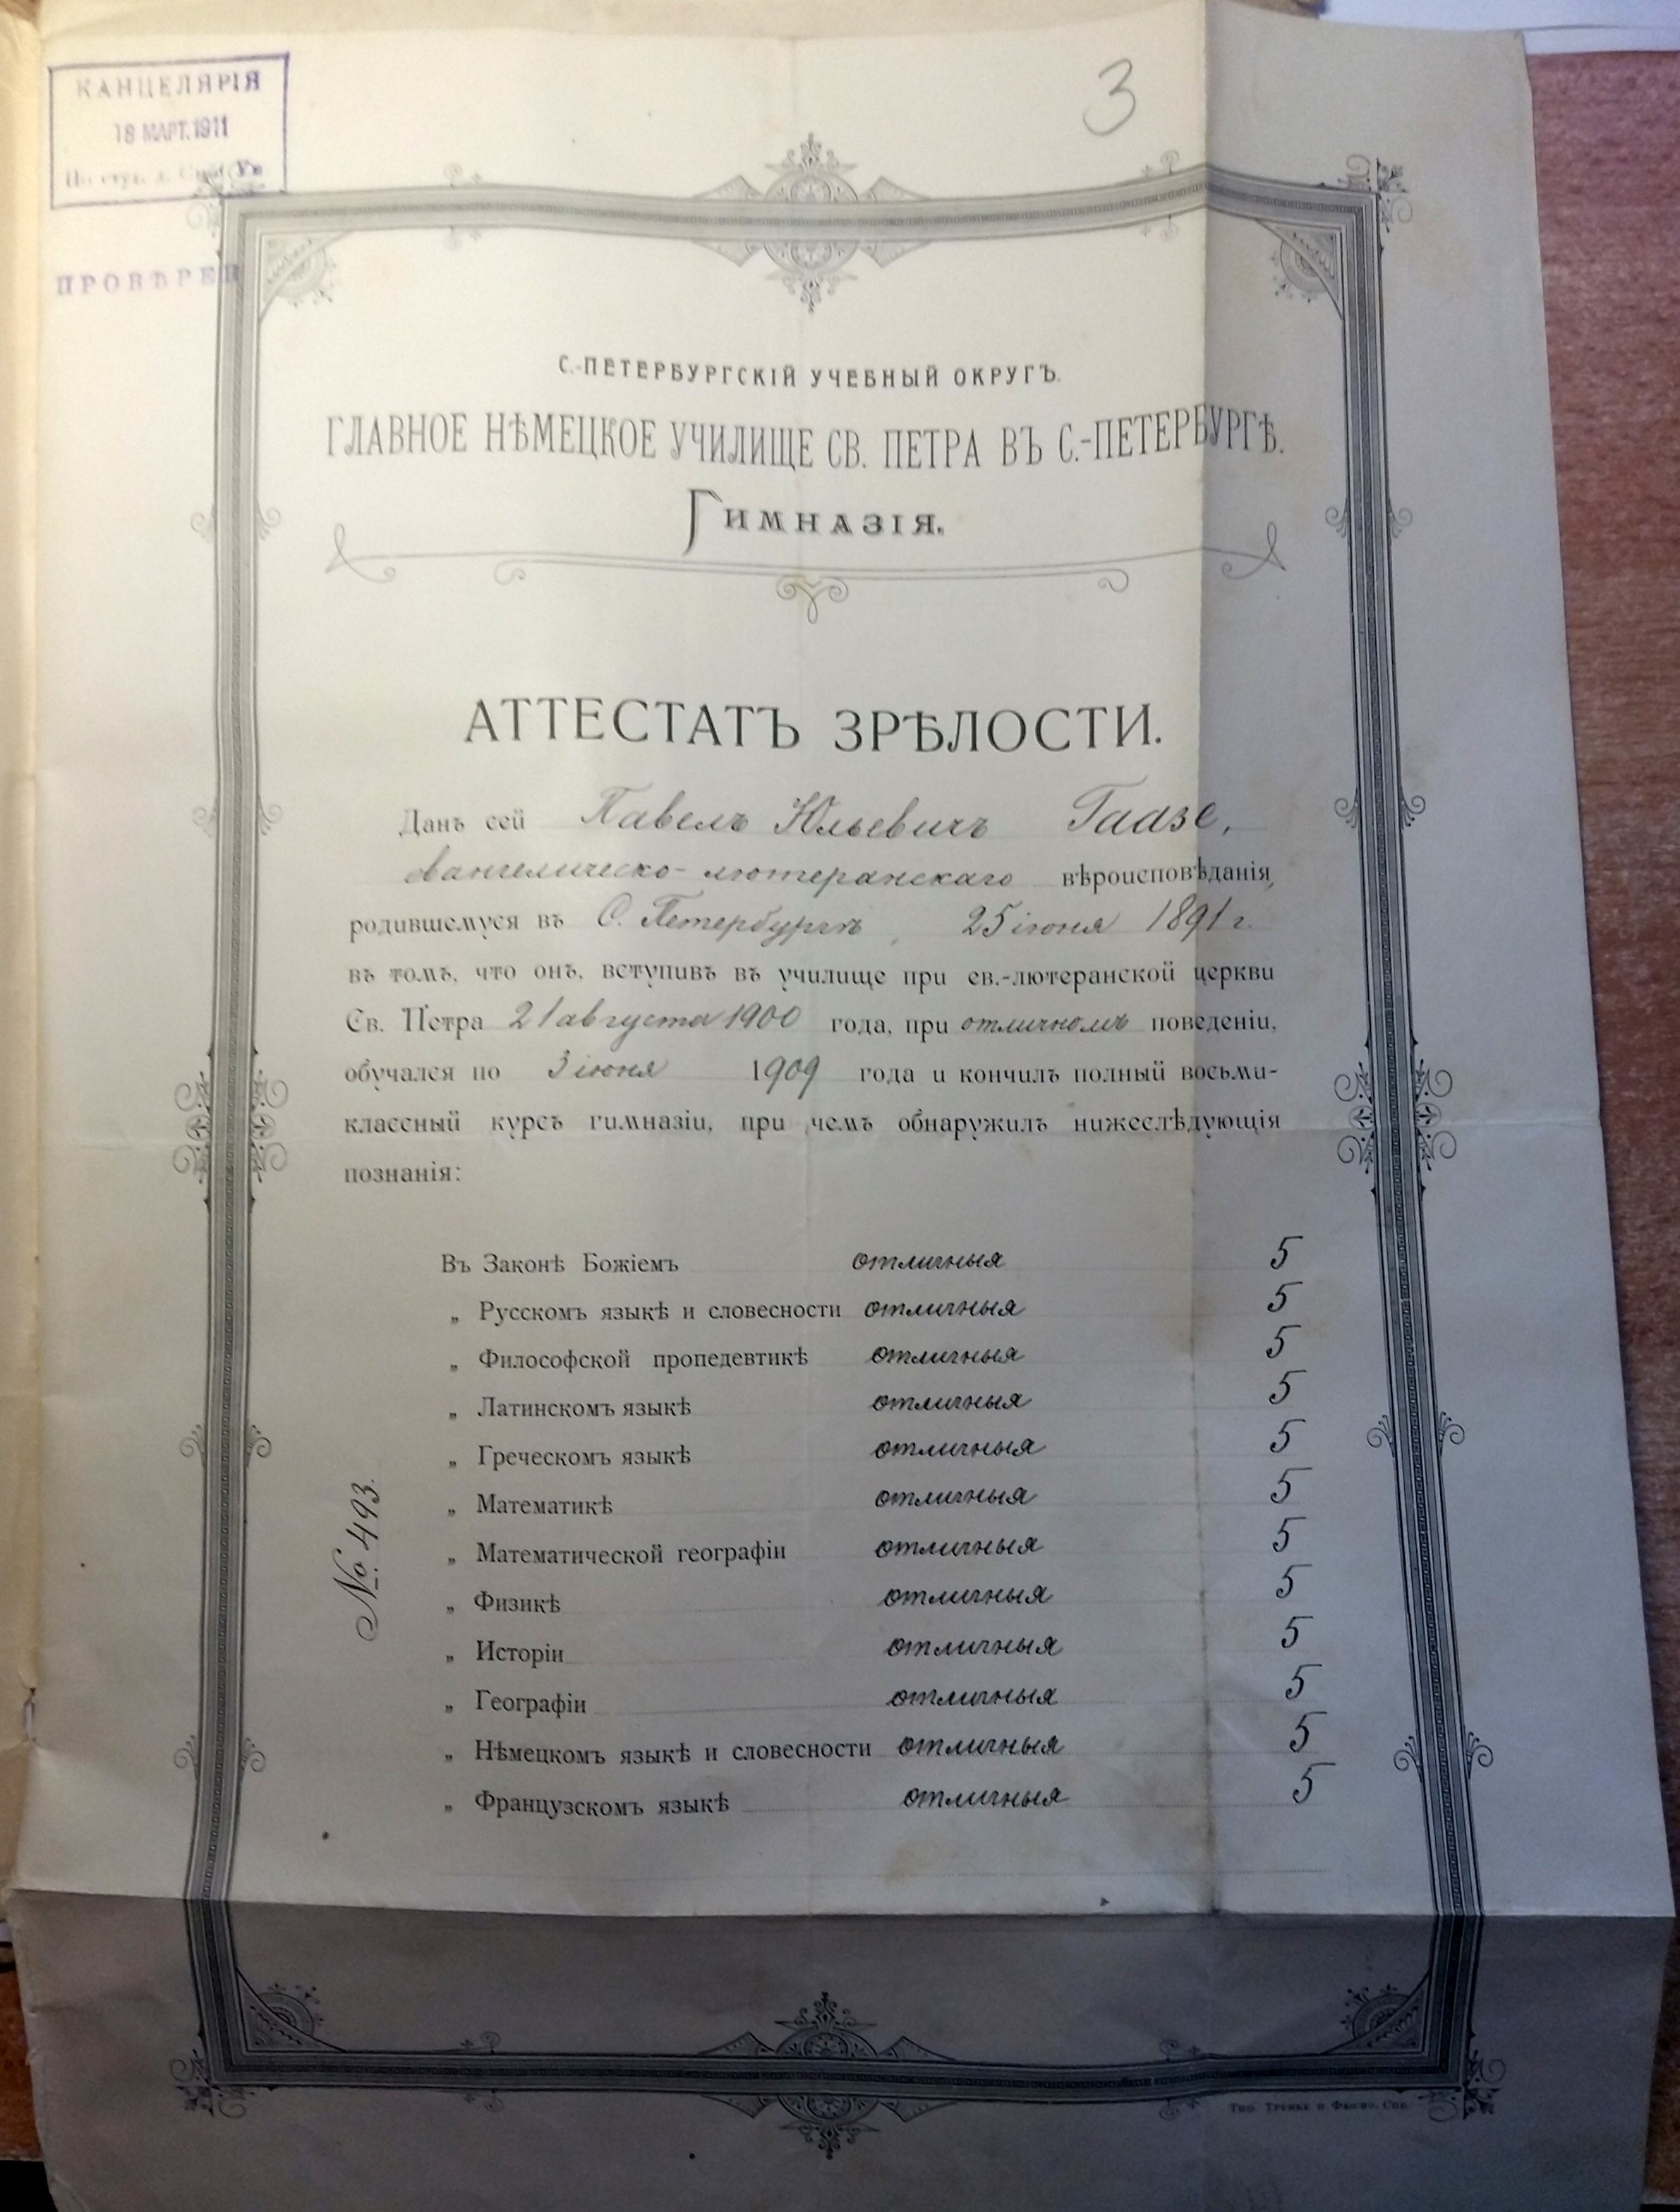 КАНЦЕЛЯРІЯ
18 МАРТ.1911
ПРОВѢРЕН
3
С.-ПЕТЕРБУРГСКІЙ УЧЕБНЫЙ ОКРУГЪ.
ГЛАВНОЕ НѢМЕЦКОЕ УЧИЛИЩЕ СВ. ПЕТРА ВЪ С.-ПЕТЕРБУРГѢ.
Гимназія.
АТТЕСТАТЪ ЗРѢЛОСТИ.
Данъ сей Павелъ Юльевичъ Гаазе,
евангелическо-лютеранскаго вѣроисповѣданія,
родившемуся въ С. Петербургѣ, 25 іюня 1891 г.
въ томъ, что онъ, вступивъ въ училище при ев.-лютеранской церкви
Св. Петра 21 августа 1900 года, при отличномъ поведеніи,
обучался по 3 іюня 1909 года и кончилъ полный восьми-
классный курсъ гимназіи, при чемъ обнаружилъ нижеслѣдующія
познанія:
Въ Законѣ Божіемъ отличныя 5
„ Русскомъ языкѣ и словесности отличныя 5
„ Философской пропедевтикѣ отличныя 5
„ Латинскомъ языкѣ отличныя 5
„ Греческомъ языкѣ отличныя 5
„ Математикѣ отличныя 5
„ Математической географіи отличныя 5
„ Физикѣ отличныя 5
„ Исторіи отличныя 5
„ Географіи отличныя 5
„ Нѣмецкомъ языкѣ и словесности отличныя 5
„ Французскомъ языкѣ отличныя 5
№ 493.
Тип. Тренке и Фюсно, Спб.